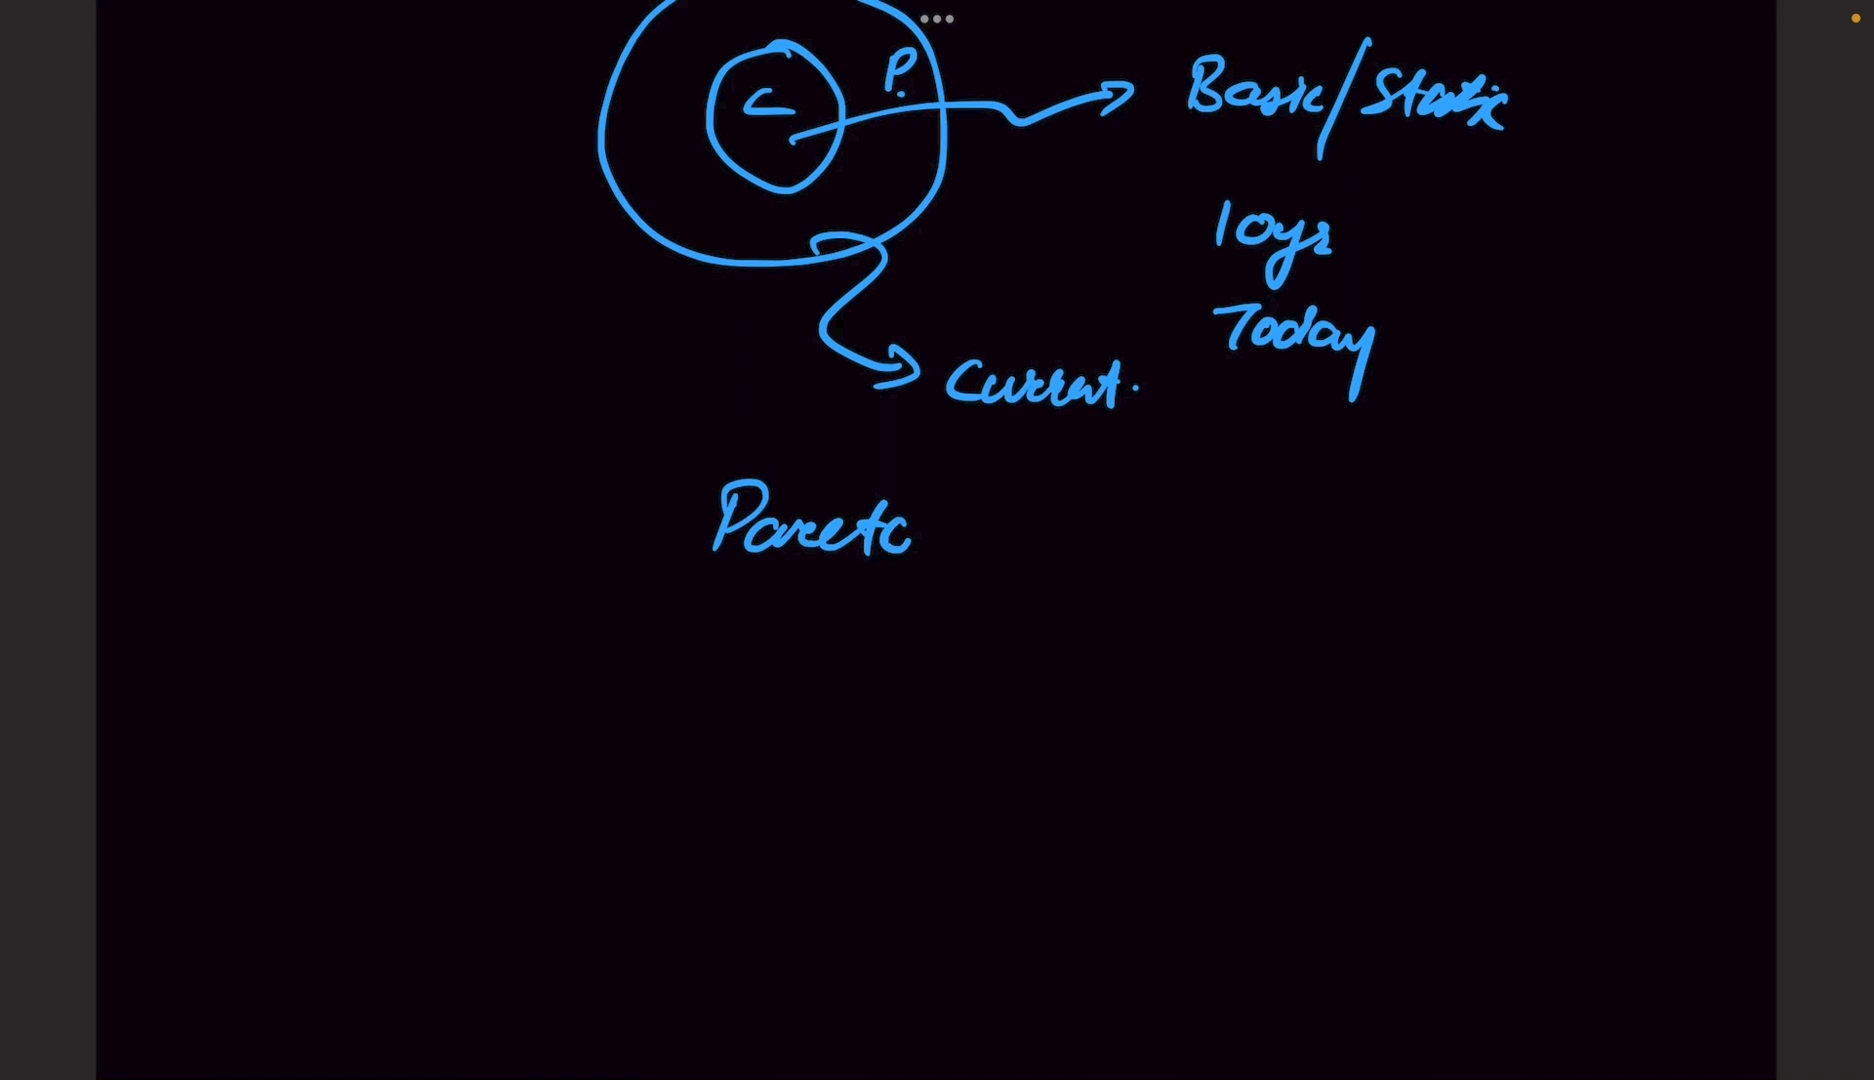 C
P.
Basic/Static
10yrs
Today
Current.
Pareto